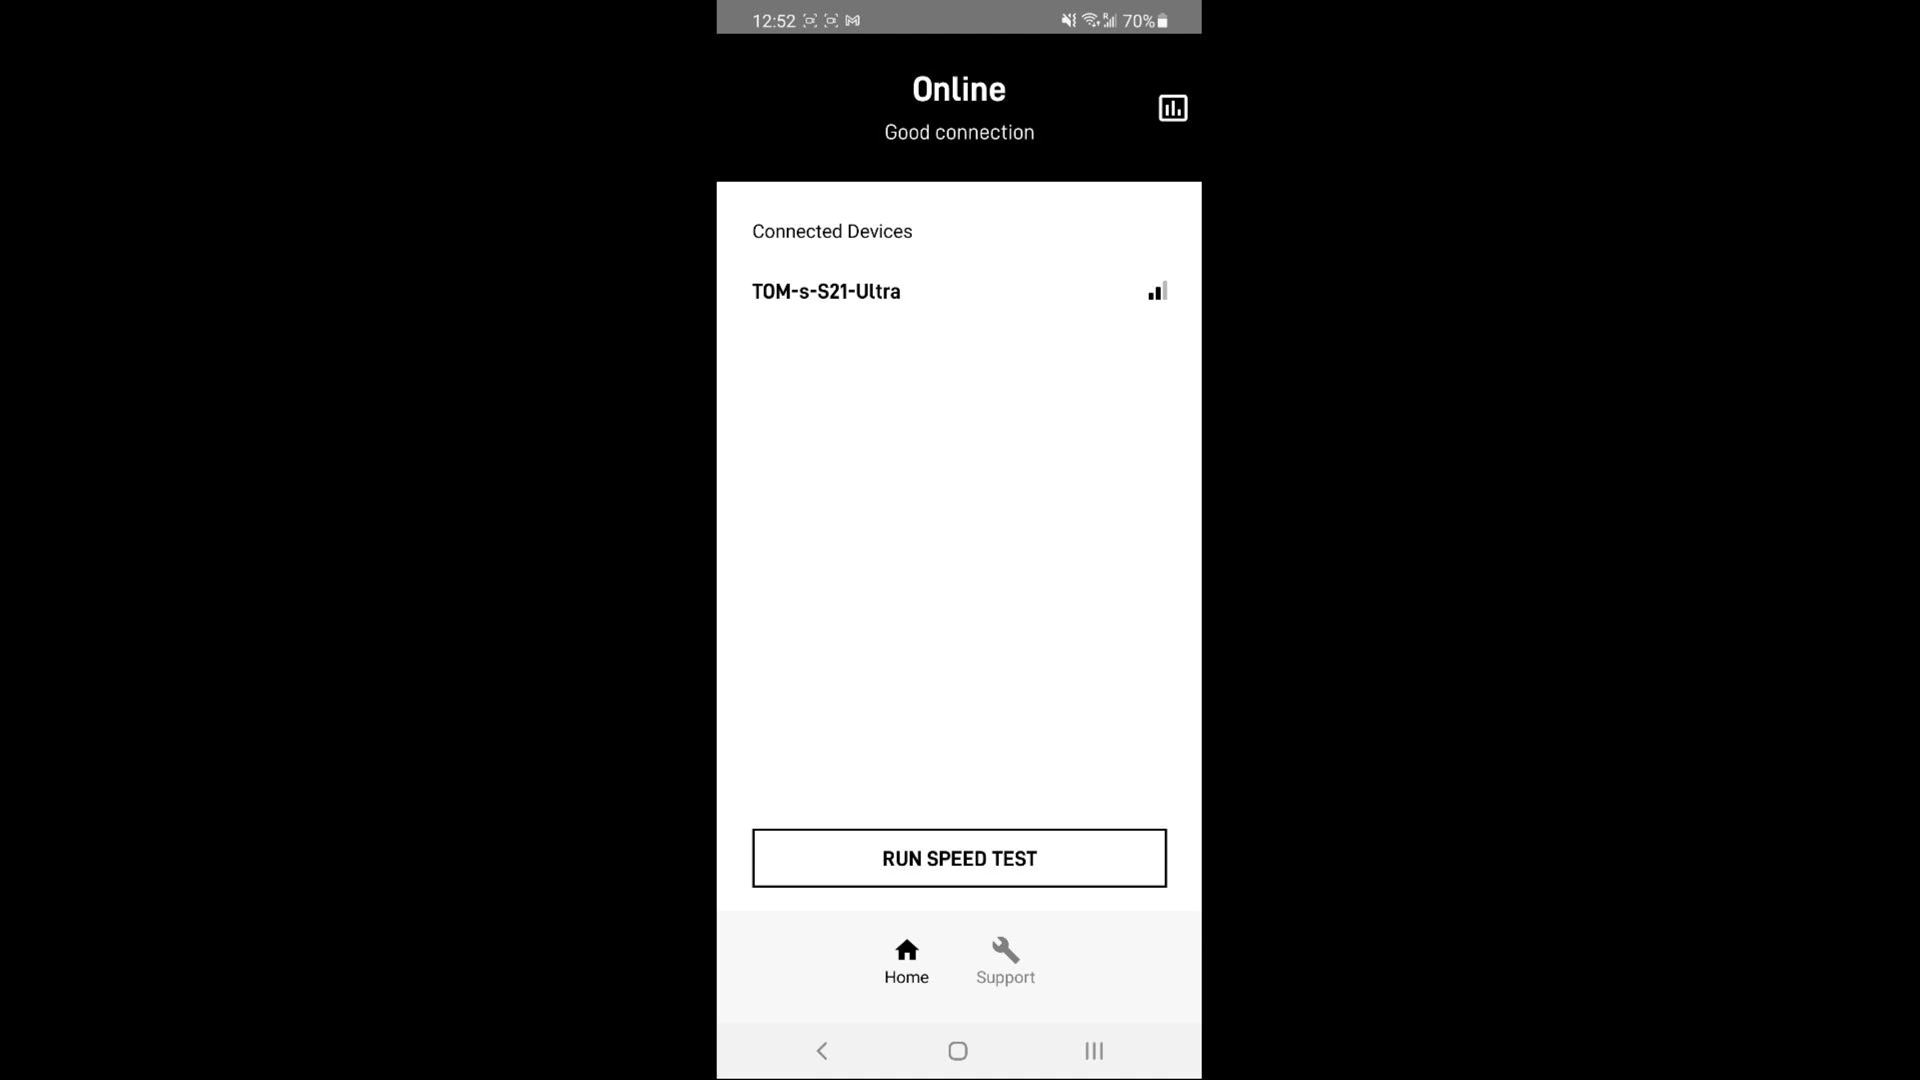 12:52 70%
Online
Good connection
Connected Devices
TOM-s-S21-Ultra
RUN SPEED TEST
Home Support